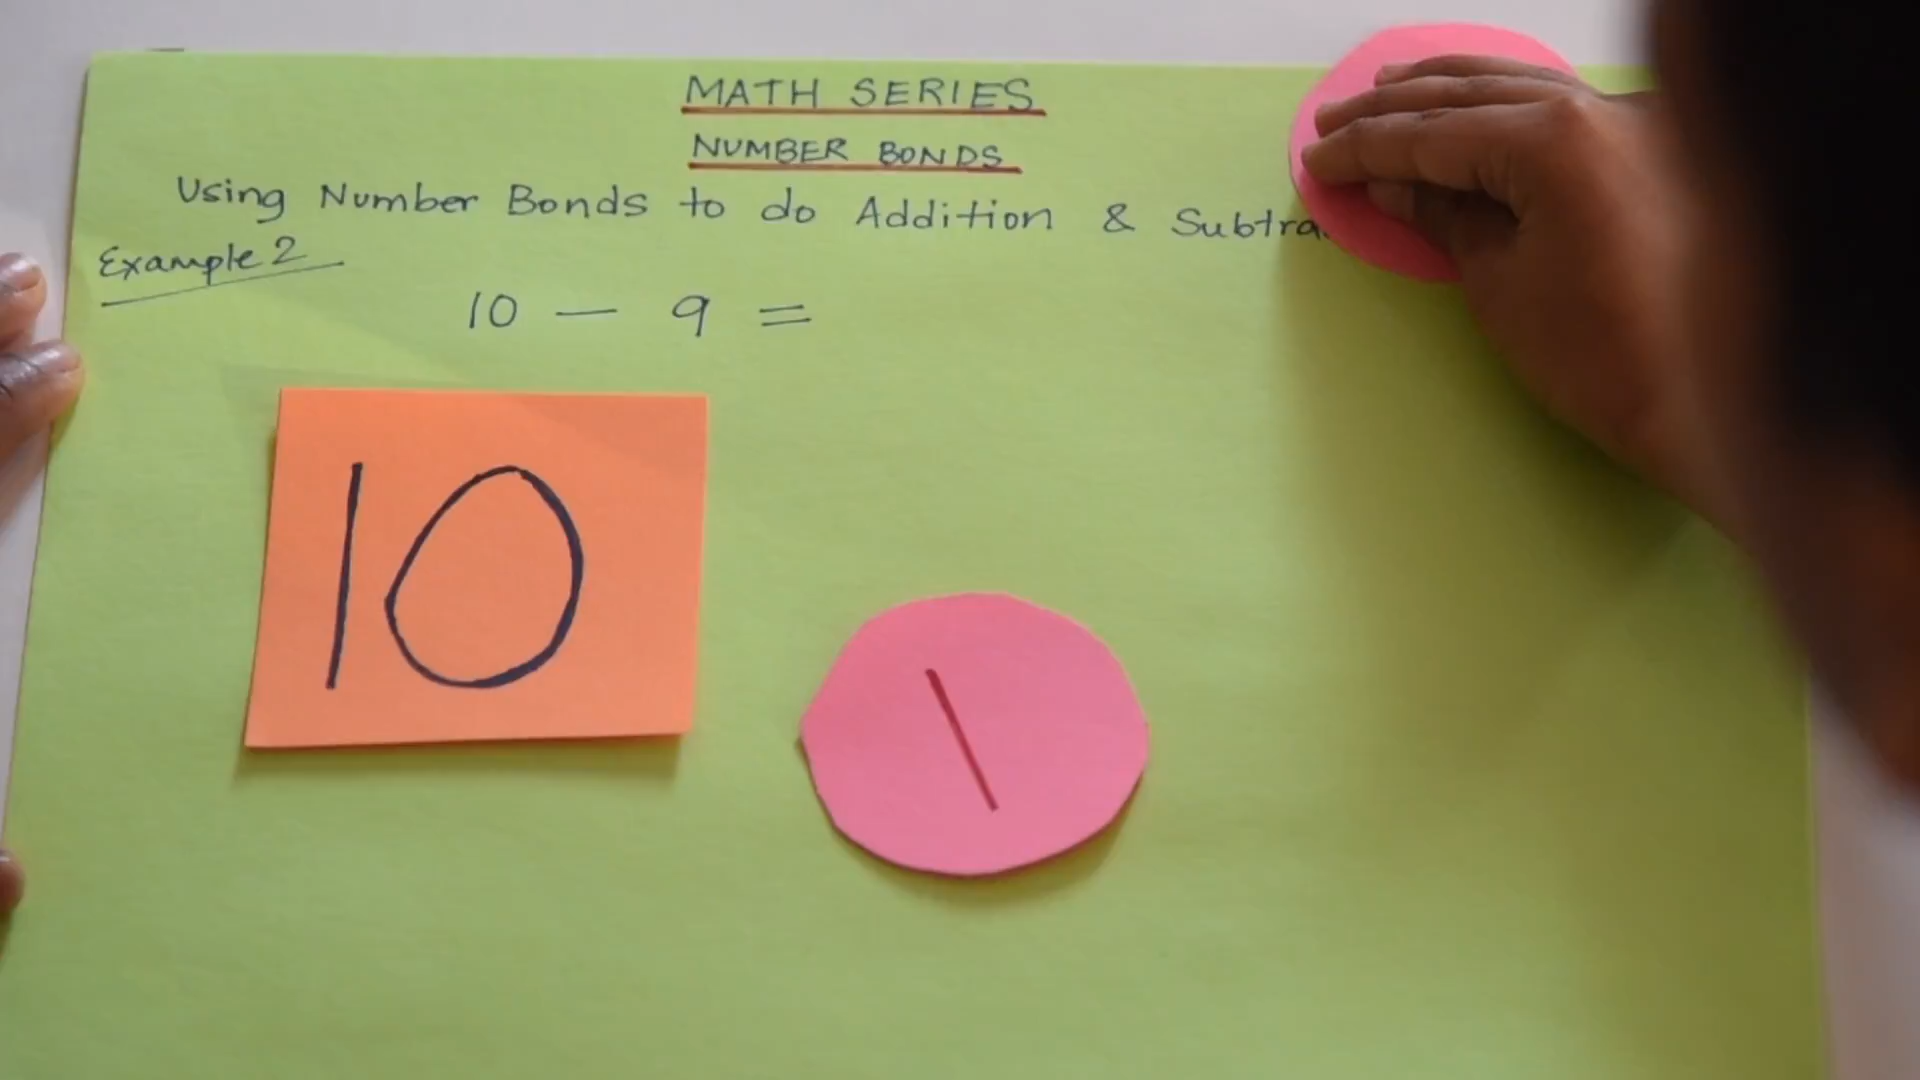 MATH SERIES
NUMBER BONDS
Using Number Bonds to do Addition & Subtra
Example 2
10 — 9 =
10
1